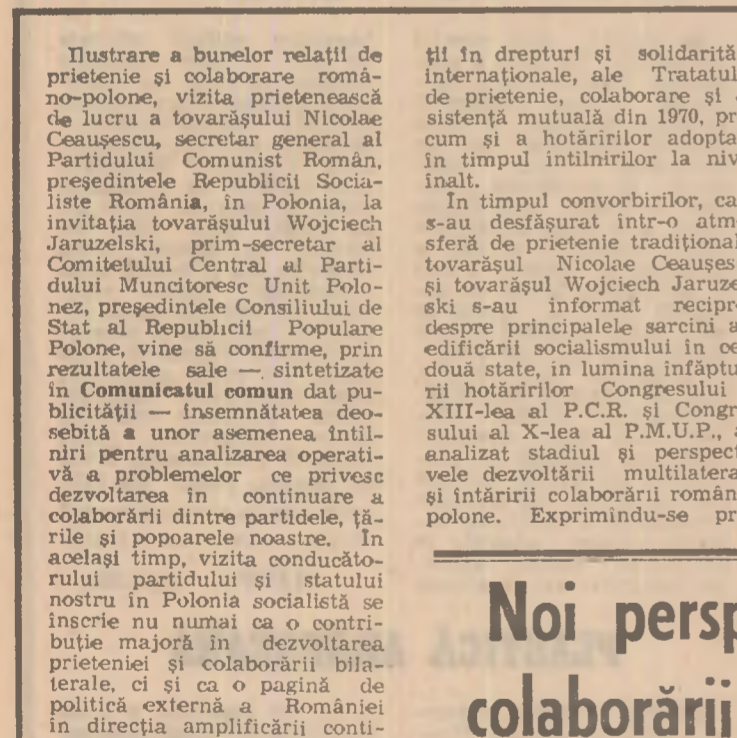 Ilustrare a bunelor relații de
prietenie și colaborare româ-
no-polone, vizita prietenească
de lucru a tovarășului Nicolae
Ceaușescu, secretar general al
Partidului Comunist Român,
președintele Republicii Socia-
liste România, în Polonia, la
invitația tovarășului Wojciech
Jaruzelski, prim-secretar al
Comitetului Central al Parti-
dului Muncitoresc Unit Polo-
nez, președintele Consiliului de
Stat al Republicii Populare
Polone, vine să confirme, prin
rezultatele sale — sintetizate
în Comunicatul comun dat pu-
blicității — însemnătatea deo-
sebită a unor asemenea întîl-
niri pentru analizarea operati-
vă a problemelor ce privesc
dezvoltarea în continuare a
colaborării dintre partidele, ță-
rile și popoarele noastre. În
același timp, vizita conducăto-
rului partidului și statului
nostru în Polonia socialistă se
înscrie nu numai ca o contri-
buție majoră în dezvoltarea
prieteniei și colaborării bila-
terale, ci și ca o pagină de
politică externă a României
în direcția amplificării conti-
ții în drepturi și solidarită
internaționale, ale Tratatul
de prietenie, colaborare și
sistență mutuală din 1970, pr
cum și a hotărîrilor adopta
în timpul întîlnirilor la niv
înalt.
În timpul convorbirilor, ca
s-au desfășurat într-o atm
sferă de prietenie tradițional
tovarășul Nicolae Ceaușes
și tovarășul Wojciech Jaruze
ski s-au informat recipr
despre principalele sarcini a
edificării socialismului în ce
două state, în lumina înfăptu
rii hotărîrilor Congresului
XIII-lea al P.C.R. și Congr
sului al X-lea al P.M.U.P., a
analizat stadiul și perspect
vele dezvoltării multilatera
și întăririi colaborării român
polone. Exprimîndu-se pr
Noi persp
colaborării